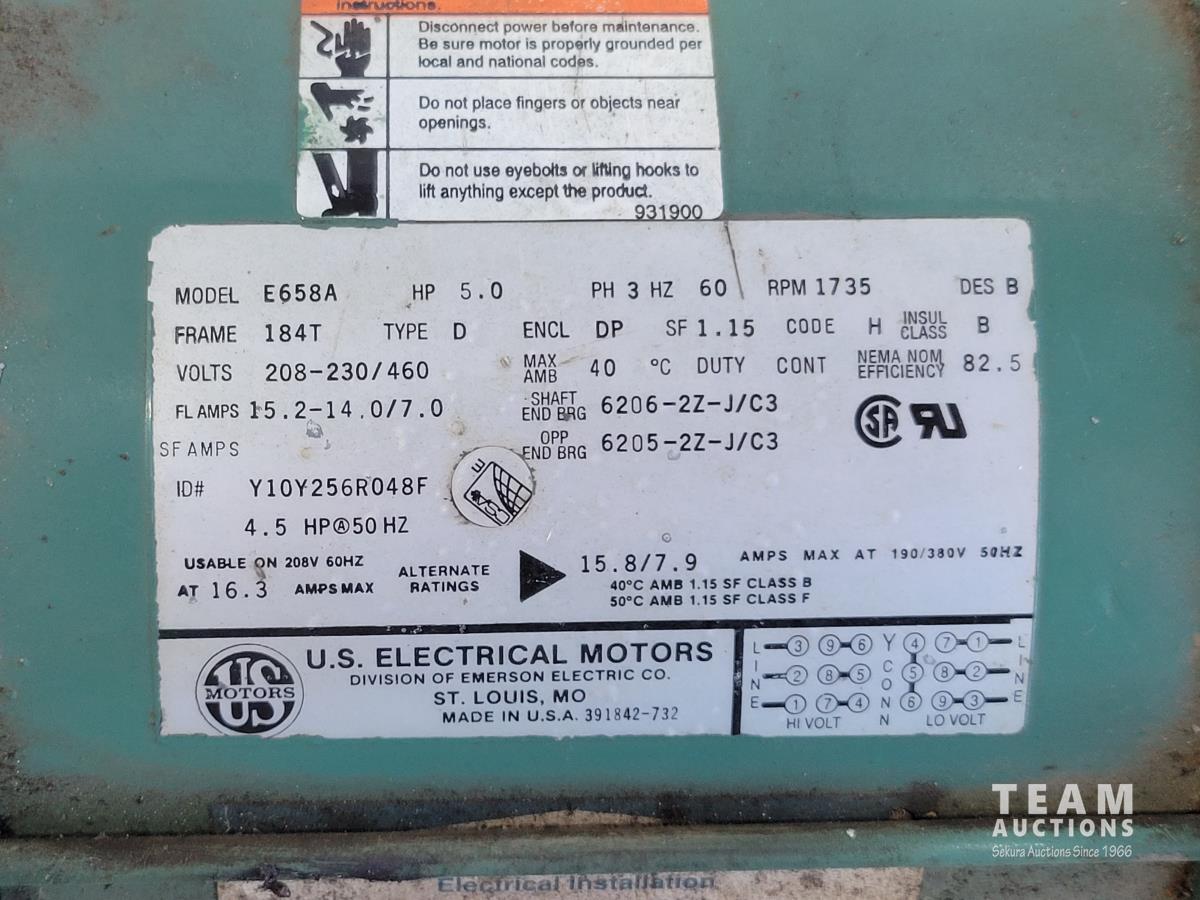 instructions.
Disconnect power before maintenance.
Be sure motor is properly grounded per
local and national codes.
Do not place fingers or objects near
openings.
Do not use eyebolts or lifting hooks to
lift anything except the product.
931900
MODEL E658A HP 5.0 PH 3 HZ 60 RPM 1735 DES B
FRAME 184T TYPE D ENCL DP SF 1.15 CODE H INSUL CLASS B
VOLTS 208-230/460 MAX AMB 40 °C DUTY CONT NEMA NOM EFFICIENCY 82.5
FL AMPS 15.2-14.0/7.0 SHAFT END BRG 6206-2Z-J/C3
SF AMPS OPP END BRG 6205-2Z-J/C3
SA
ID# Y10Y256R048F
4.5 HP@50 HZ
USABLE ON 208V 60HZ
AT 16.3 AMPS MAX
ALTERNATE
RATINGS
15.8/7.9 AMPS MAX AT 190/380V 50HZ
40°C AMB 1.15 SF CLASS B
50°C AMB 1.15 SF CLASS F
US
MOTORS
U.S. ELECTRICAL MOTORS
DIVISION OF EMERSON ELECTRIC CO.
ST. LOUIS, MO
MADE IN U.S.A. 391842-732
LINE 3 9 6 Y CONN 4 7 1 LINE
2 8 5 5 8 2
1 7 4 6 9 3
HI VOLT LO VOLT
TEAM
AUCTIONS
Sekura Auctions Since 1966
Electrical Installation